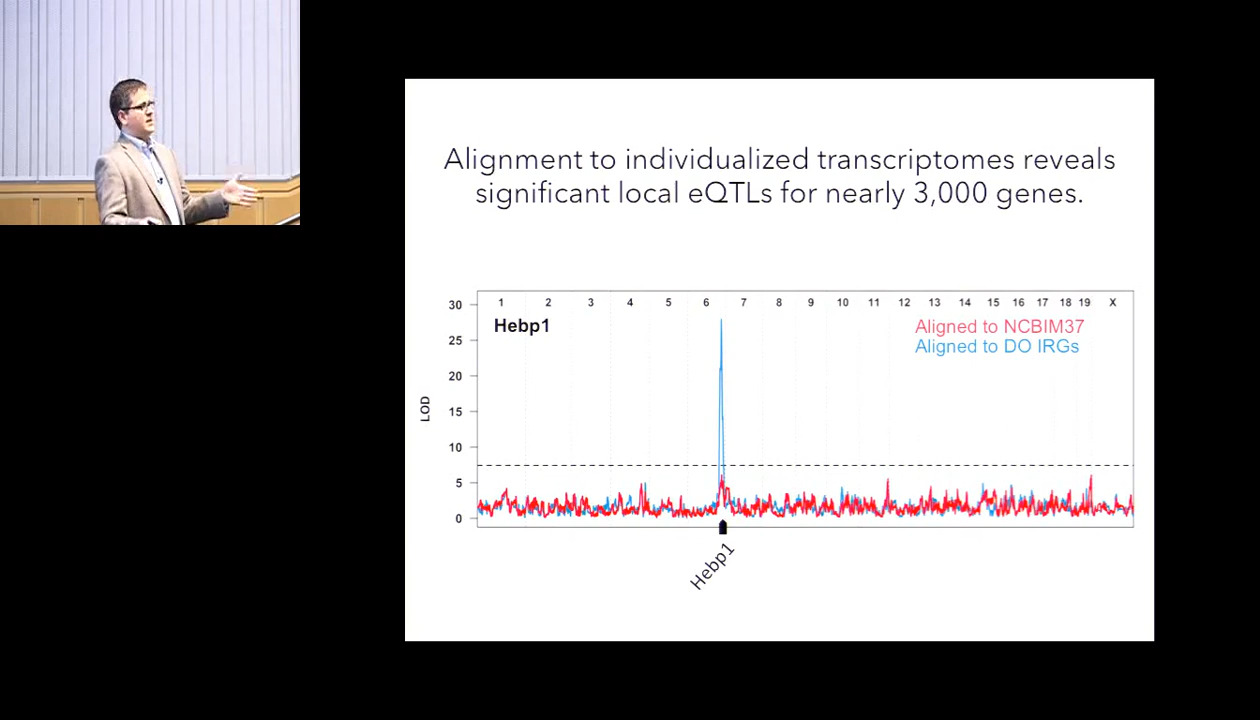 Alignment to individualized transcriptomes reveals
significant local eQTLs for nearly 3,000 genes.
1 2 3 4 5 6 7 8 9 10 11 12 13 14 15 16 17 18 19 X
Hebp1
Aligned to NCBIM37
Aligned to DO IRGs
30
25
20
15
10
5
0
LOD
Hebp1